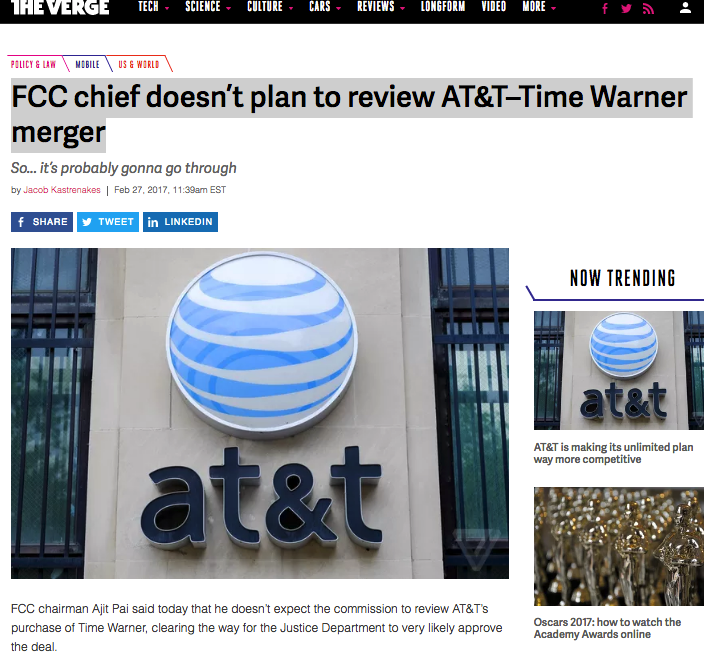 THE VERGE
TECH SCIENCE CULTURE CARS REVIEWS LONGFORM VIDEO MORE
POLICY & LAW MOBILE US & WORLD
FCC chief doesn't plan to review AT&T–Time Warner
merger
So... it's probably gonna go through
by Jacob Kastrenakes | Feb 27, 2017, 11:39am EST
f SHARE TWEET in LINKEDIN
at&t
FCC chairman Ajit Pai said today that he doesn't expect the commission to review AT&T's
purchase of Time Warner, clearing the way for the Justice Department to very likely approve
the deal.
NOW TRENDING
at&t
AT&T is making its unlimited plan
way more competitive
Oscars 2017: how to watch the
Academy Awards online